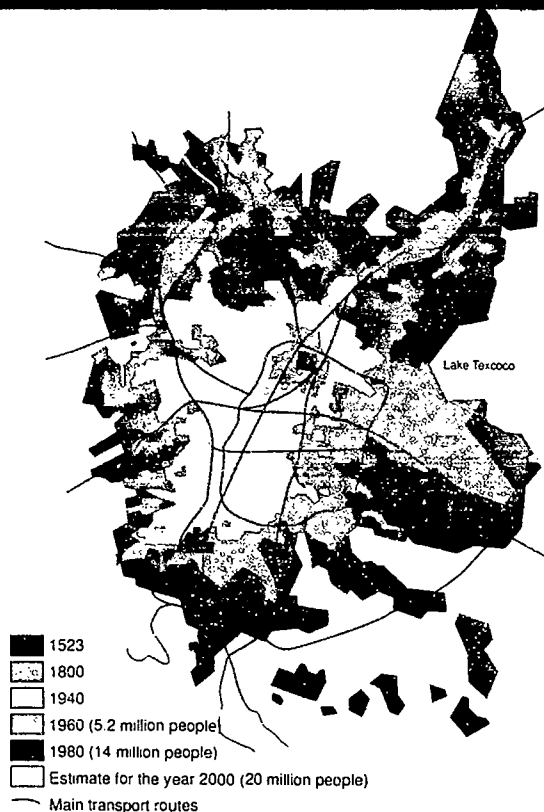 Lake Texcoco
1523
1800
1940
1960 (5.2 million people)
1980 (14 million people)
Estimate for the year 2000 (20 million people)
Main transport routes